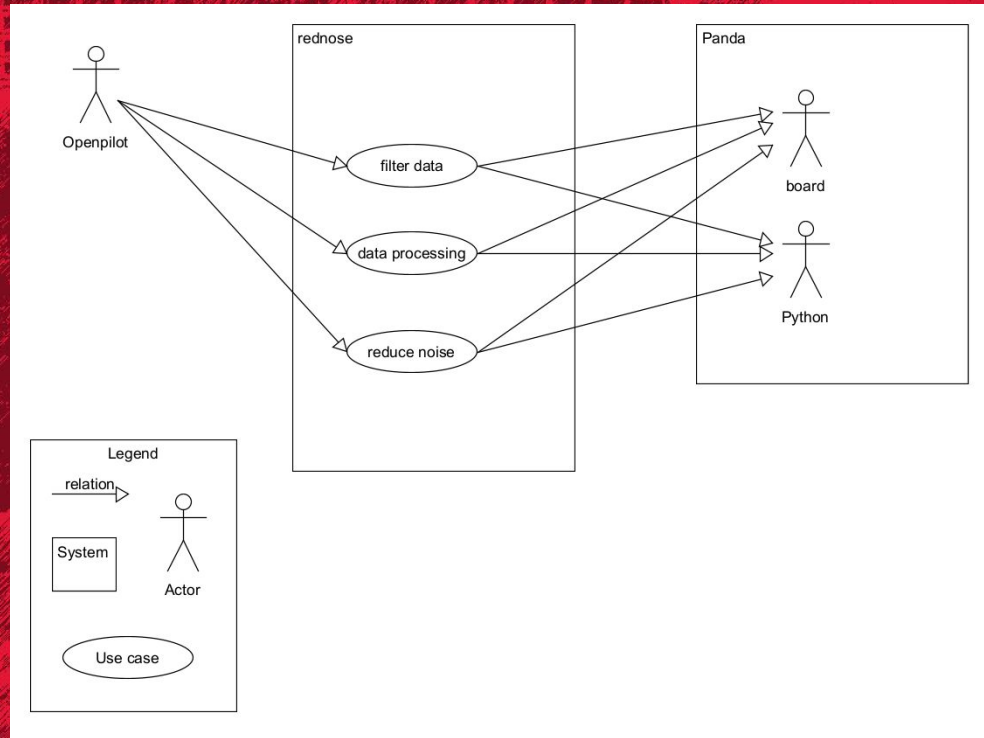 rednose
Panda
Openpilot
filter data
board
data processing
Python
reduce noise
Legend
relation
System
Actor
Use case